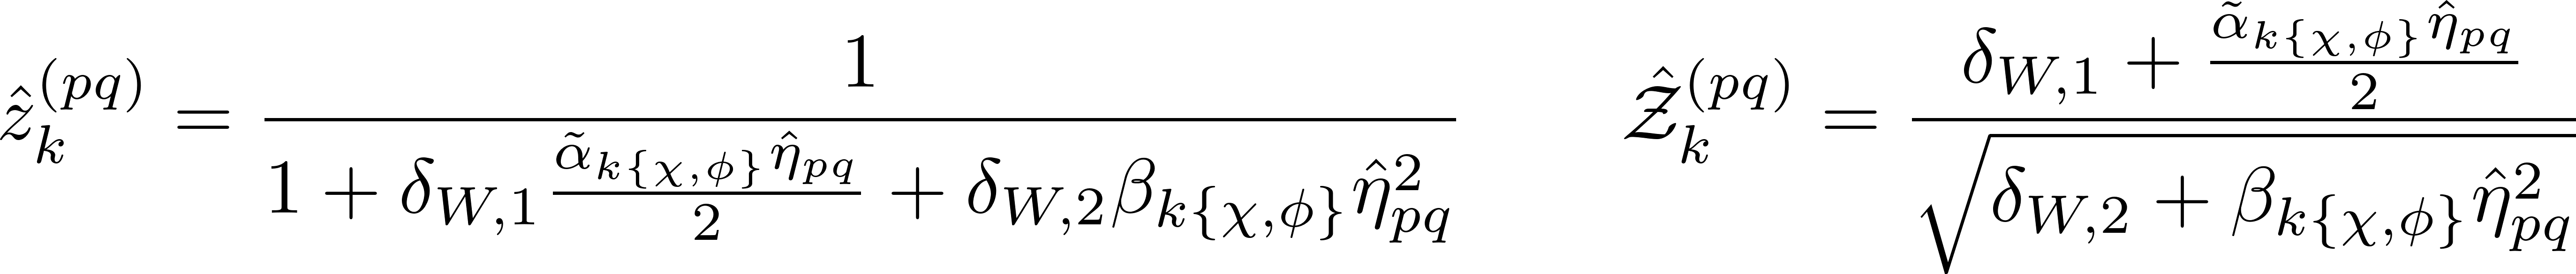 \hat{z}_k^{(pq)} = \frac{1}{1 + \delta_{W,1} \frac{\tilde{\alpha}_{k\{\chi,\phi\}} \hat{\eta}_{pq}}{2} + \delta_{W,2} \beta_{k\{\chi,\phi\}} \hat{\eta}_{pq}^2} \qquad \hat{\mathcal{Z}}_k^{(pq)} = \frac{\delta_{W,1} + \frac{\tilde{\alpha}_{k\{\chi,\phi\}} \hat{\eta}_{pq}}{2}}{\sqrt{\delta_{W,2} + \beta_{k\{\chi,\phi\}} \hat{\eta}_{pq}^2}}